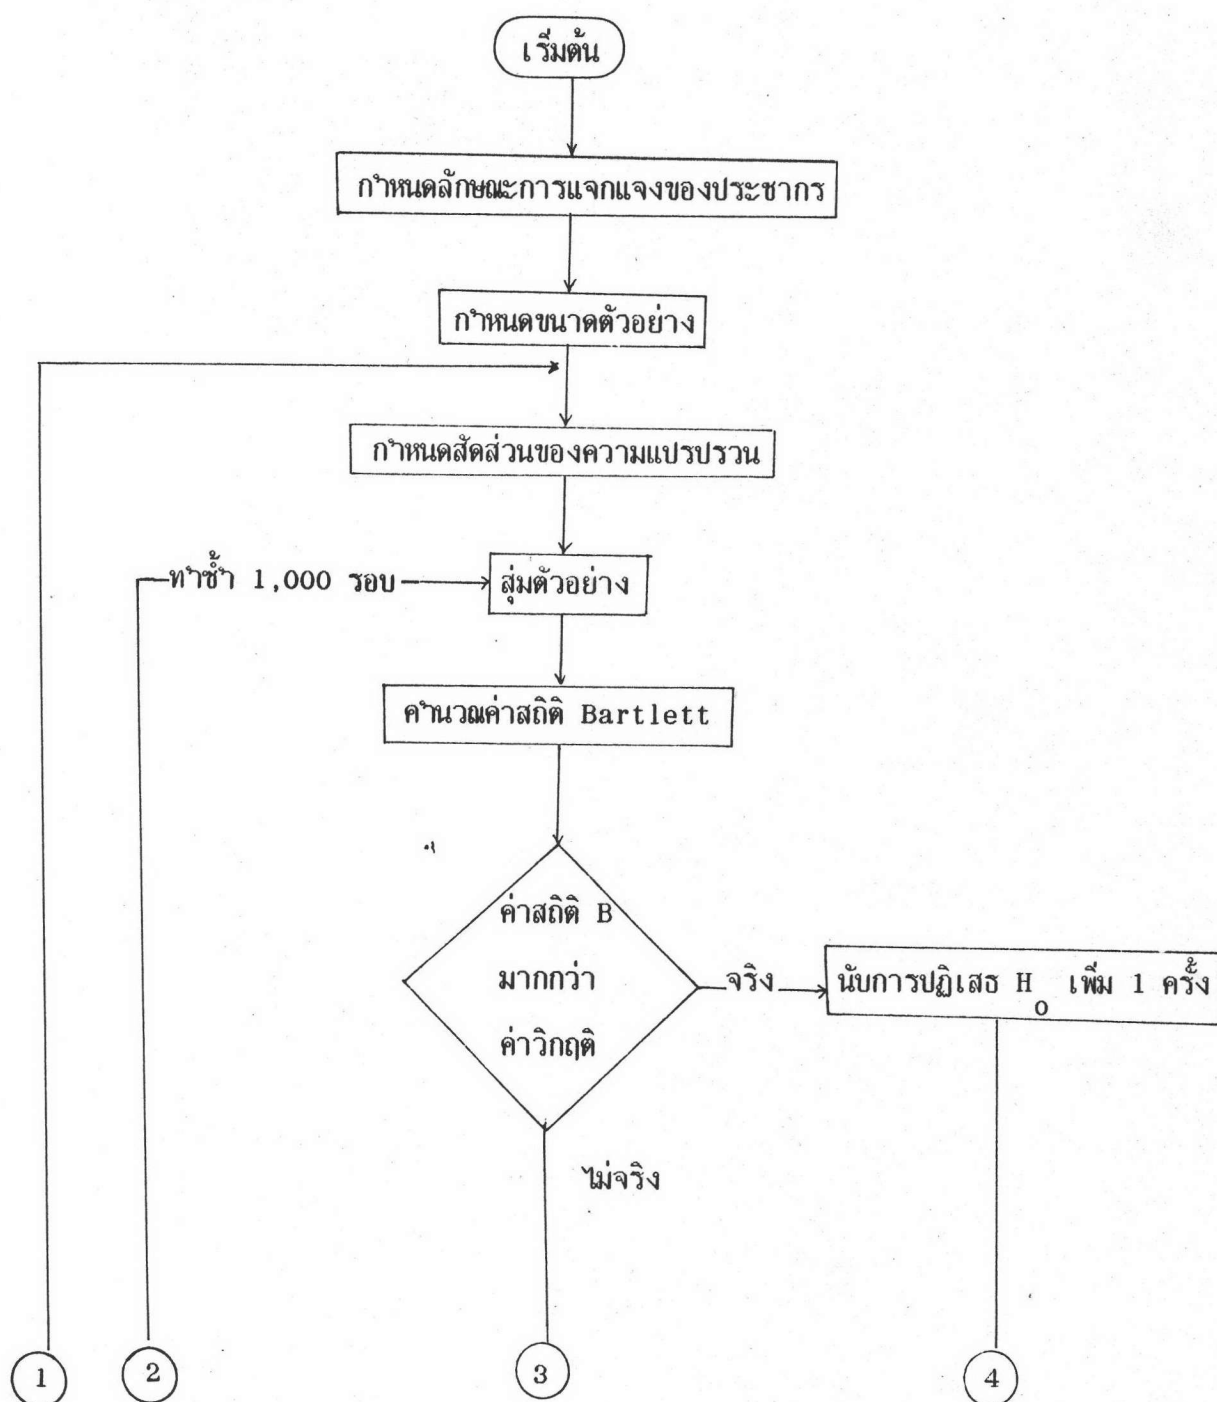 เริ่มต้น
กำหนดลักษณะการแจกแจงของประชากร
กำหนดขนาดตัวอย่าง
กำหนดสัดส่วนของความแปรปรวน
ทำซ้ำ 1,000 รอบ
สุ่มตัวอย่าง
คำนวณค่าสถิติ Bartlett
ค่าสถิติ B
มากกว่า
ค่าวิกฤติ
จริง
นับการปฏิเสธ H₀ เพิ่ม 1 ครั้ง
ไม่จริง
1
2
3
4